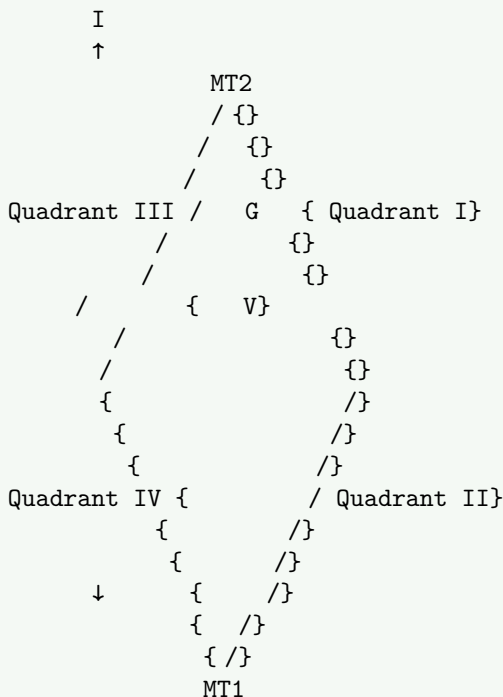 I
↑
MT2
/ {}
/ {}
/ {}
Quadrant III / G { Quadrant I}
/ {}
/ {}
/ { V}
/ {}
/ {}
{ /}
{ /}
{ /}
Quadrant IV { / Quadrant II}
{ /}
{ /}
↓ { /}
{ /}
{ /}
MT1